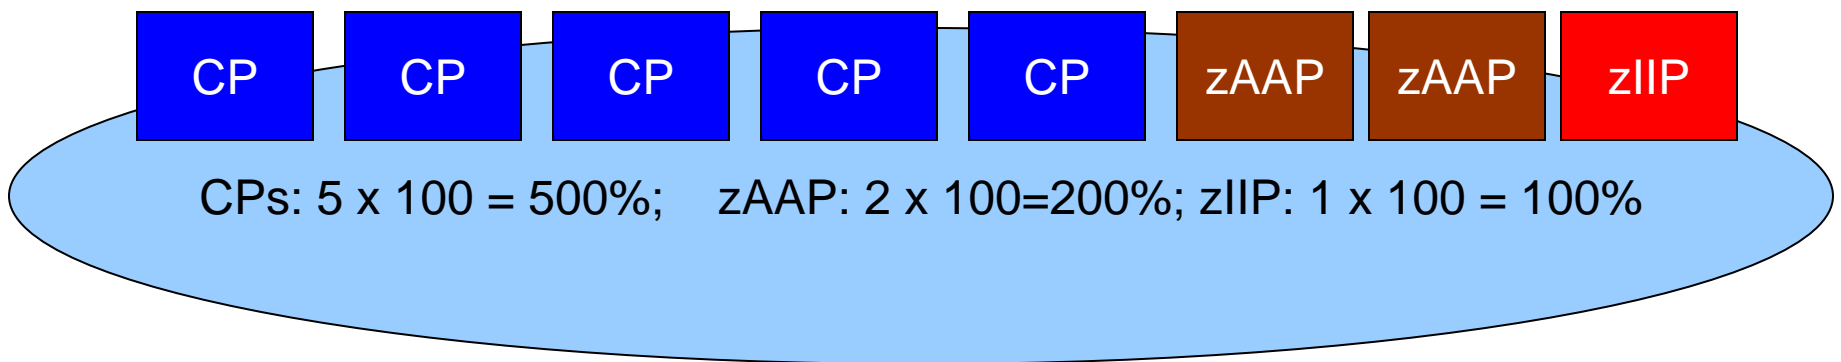 CP CP CP CP CP zAAP zAAP zIIP
CPs: 5 x 100 = 500%; zAAP: 2 x 100=200%; zIIP: 1 x 100 = 100%